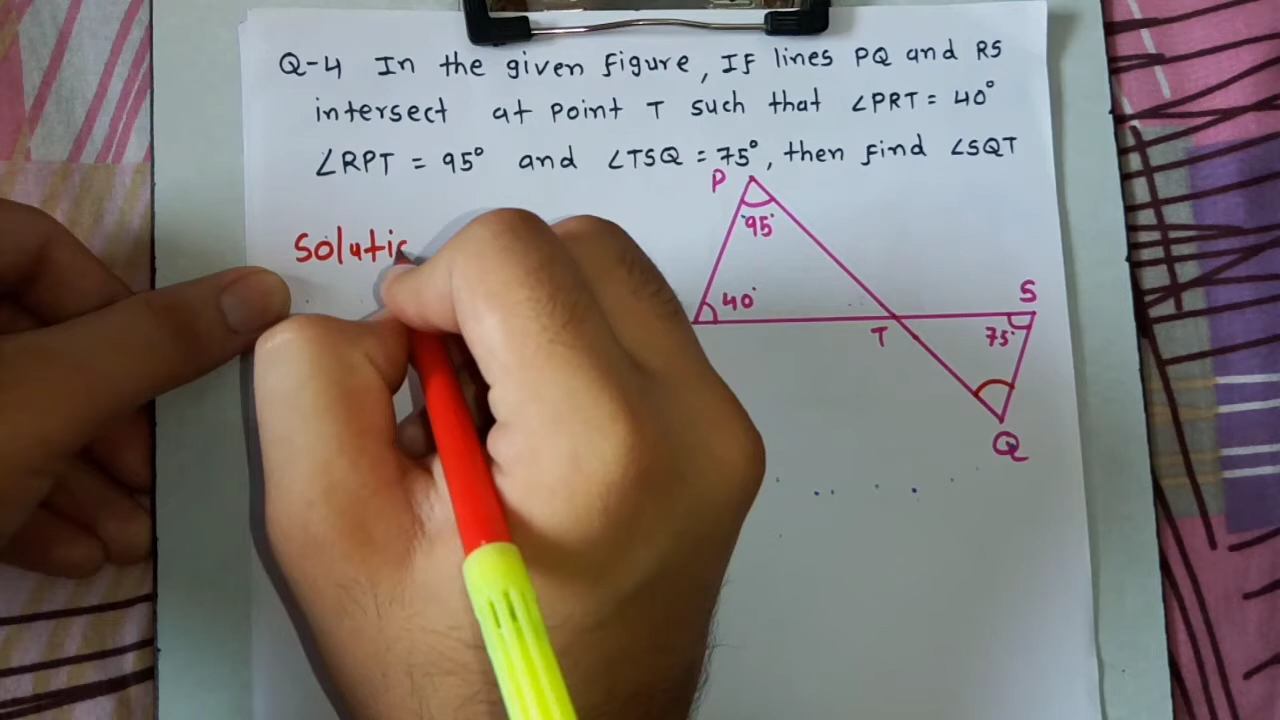 Q-4 In the given figure, If lines PQ and RS
intersect at point T such that ∠PRT = 40°
∠RPT = 95° and ∠TSQ = 75°, then find ∠SQT
P
95°
Solutio
40°
S
T
75°
Q